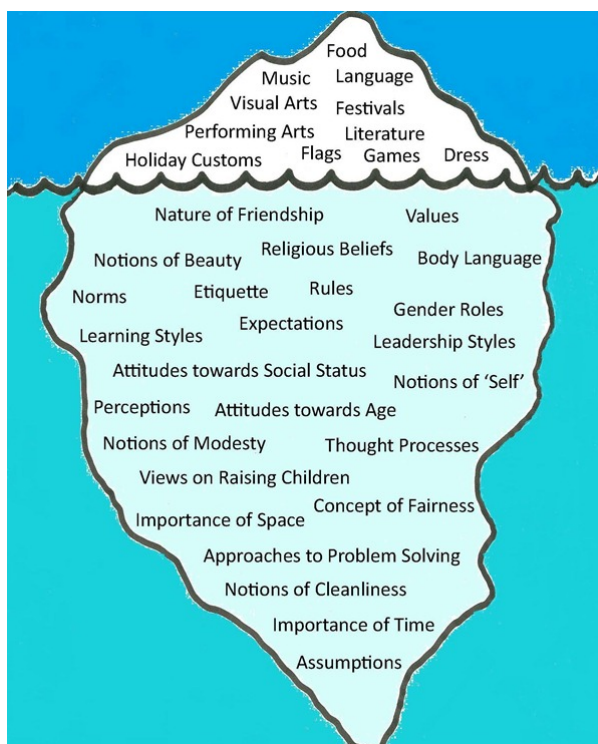 Food
Music Language
Visual Arts Festivals
Performing Arts Literature
Holiday Customs Flags Games Dress
Nature of Friendship Values
Notions of Beauty Religious Beliefs Body Language
Norms Etiquette Rules Gender Roles
Learning Styles Expectations Leadership Styles
Attitudes towards Social Status Notions of ‘Self’
Perceptions Attitudes towards Age
Notions of Modesty Thought Processes
Views on Raising Children
Importance of Space Concept of Fairness
Approaches to Problem Solving
Notions of Cleanliness
Importance of Time
Assumptions